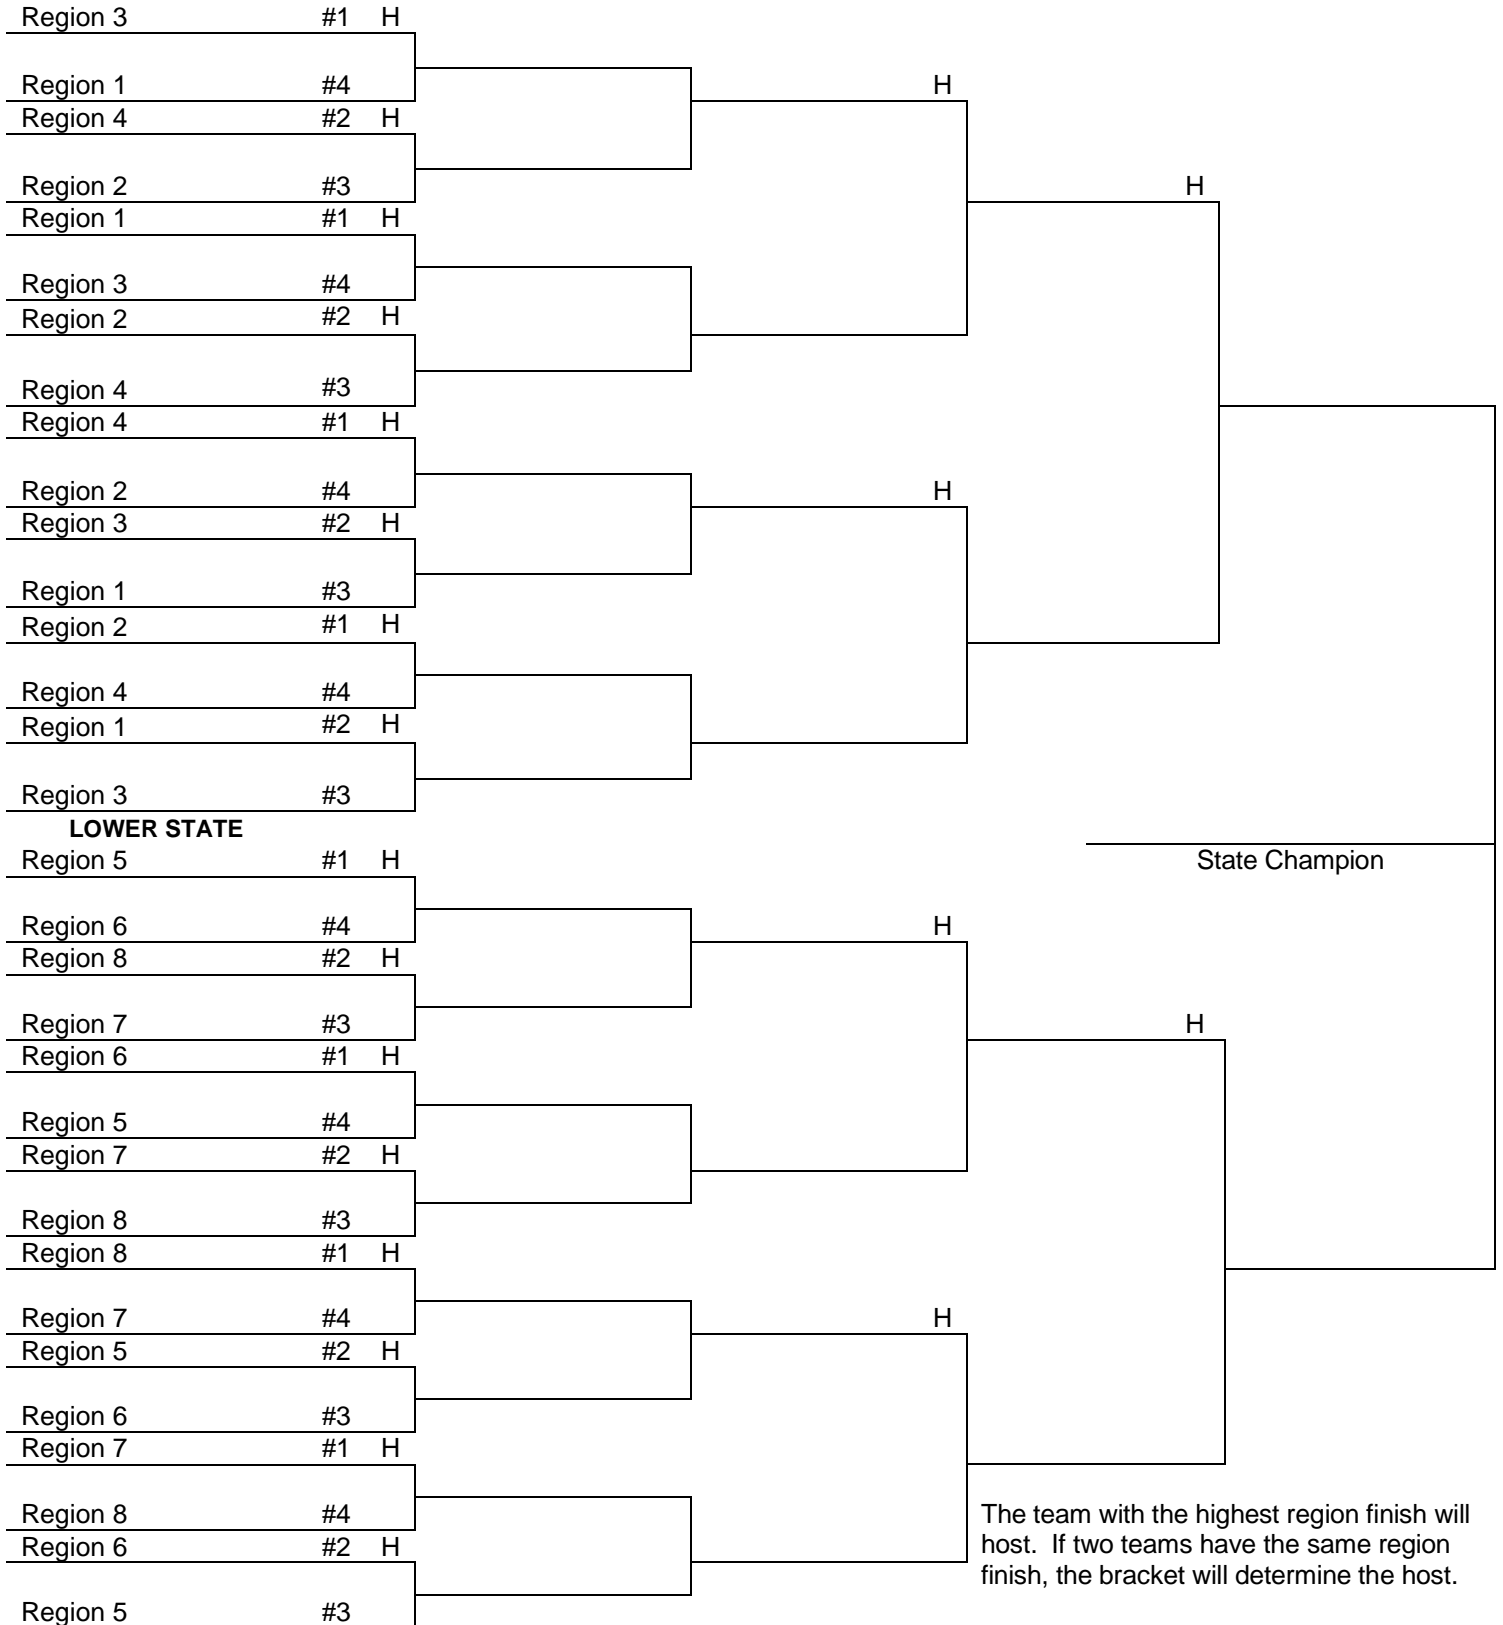 Region 3 #1 H
Region 1 #4 H
Region 4 #2 H
Region 2 #3 H
Region 1 #1 H
Region 3 #4
Region 2 #2 H
Region 4 #3
Region 4 #1 H
Region 2 #4 H
Region 3 #2 H
Region 1 #3
Region 2 #1 H
Region 4 #4
Region 1 #2 H
Region 3 #3
LOWER STATE
Region 5 #1 H
State Champion
Region 6 #4 H
Region 8 #2 H
Region 7 #3 H
Region 6 #1 H
Region 5 #4
Region 7 #2 H
Region 8 #3
Region 8 #1 H
Region 7 #4 H
Region 5 #2 H
Region 6 #3
Region 7 #1 H
Region 8 #4
Region 6 #2 H
Region 5 #3
The team with the highest region finish will
host. If two teams have the same region
finish, the bracket will determine the host.